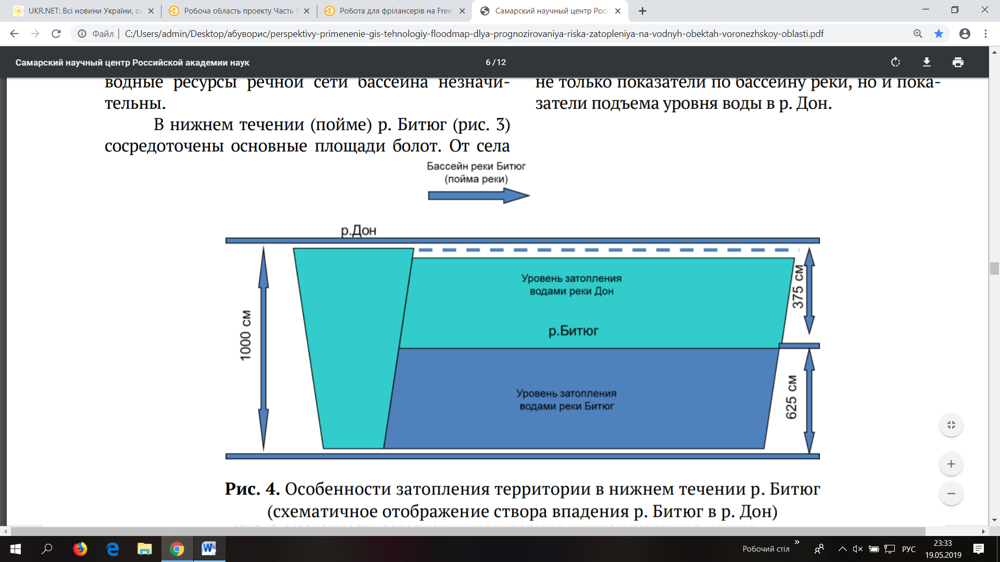 UKR.NET: Всі новини України, ос
Робоча область проекту Часть
Робота для фрілансерів на Free
Самарский научный центр Росс
Файл
C:/Users/admin/Desktop/абуворис/perspektivy-primenenie-gis-tehnologiy-floodmap-dlya-prognozirovaniya-riska-zatopleniya-na-vodnyh-obektah-voronezhskoy-oblasti.pdf
Самарский научный центр Российской академии наук
6 / 12
водные ресурсы речной сети бассейна незначи-
тельны.
В нижнем течении (пойме) р. Битюг (рис. 3)
сосредоточены основные площади болот. От села
не только показатели по бассейну реки, но и пока-
затели подъема уровня воды в р. Дон.
Бассейн реки Битюг
(пойма реки)
р.Дон
1000 см
Уровень затопления
водами реки Дон
р.Битюг
375 см
Уровень затопления
водами реки Битюг
625 см
Рис. 4. Особенности затопления территории в нижнем течении р. Битюг
(схематичное отображение створа впадения р. Битюг в р. Дон)
Робочий стіл
РУС
23:33
19.05.2019